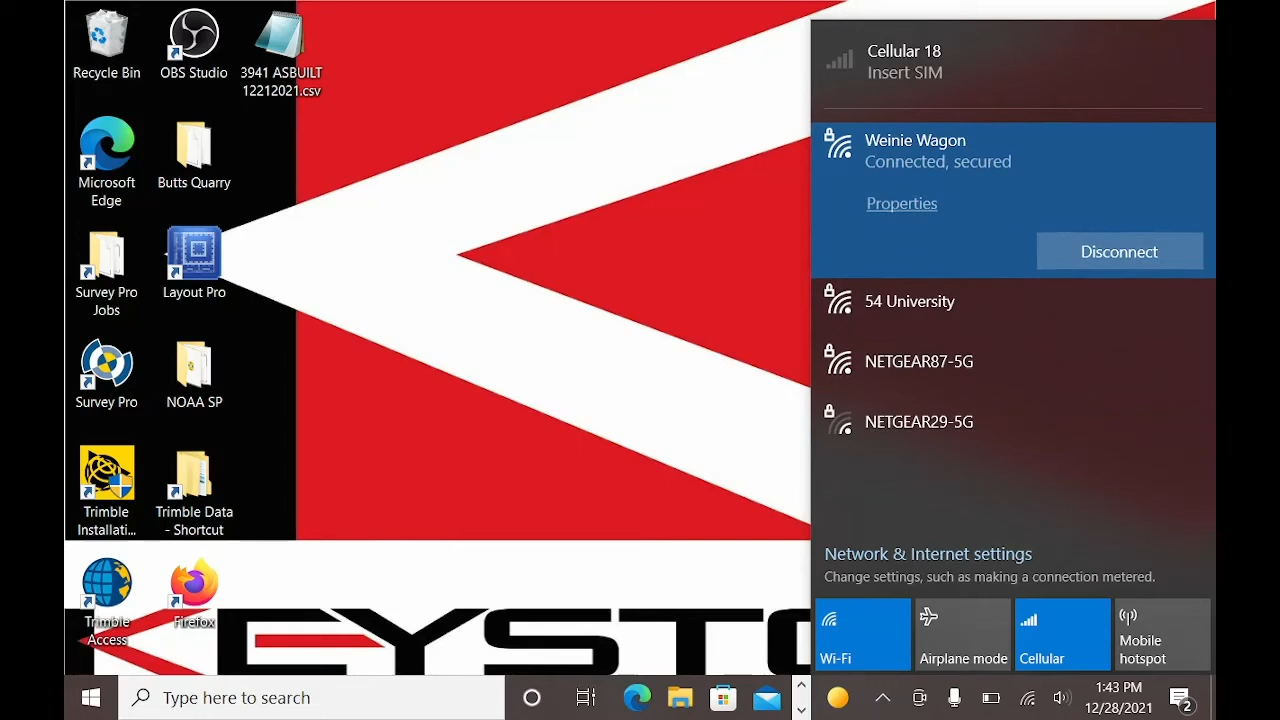 Recycle Bin
OBS Studio
3941 ASBUILT
12212021.csv
Microsoft
Edge
Butts Quarry
Survey Pro
Jobs
Layout Pro
Survey Pro
NOAA SP
Trimble
Installati...
Trimble Data
- Shortcut
Trimble
Access
Firefox
KEYSTO
Cellular 18
Insert SIM
Weinie Wagon
Connected, secured
Properties
Disconnect
54 University
NETGEAR87-5G
NETGEAR29-5G
Network & Internet settings
Change settings, such as making a connection metered.
Wi-Fi
Airplane mode
Cellular
Mobile
hotspot
Type here to search
1:43 PM
12/28/2021
2